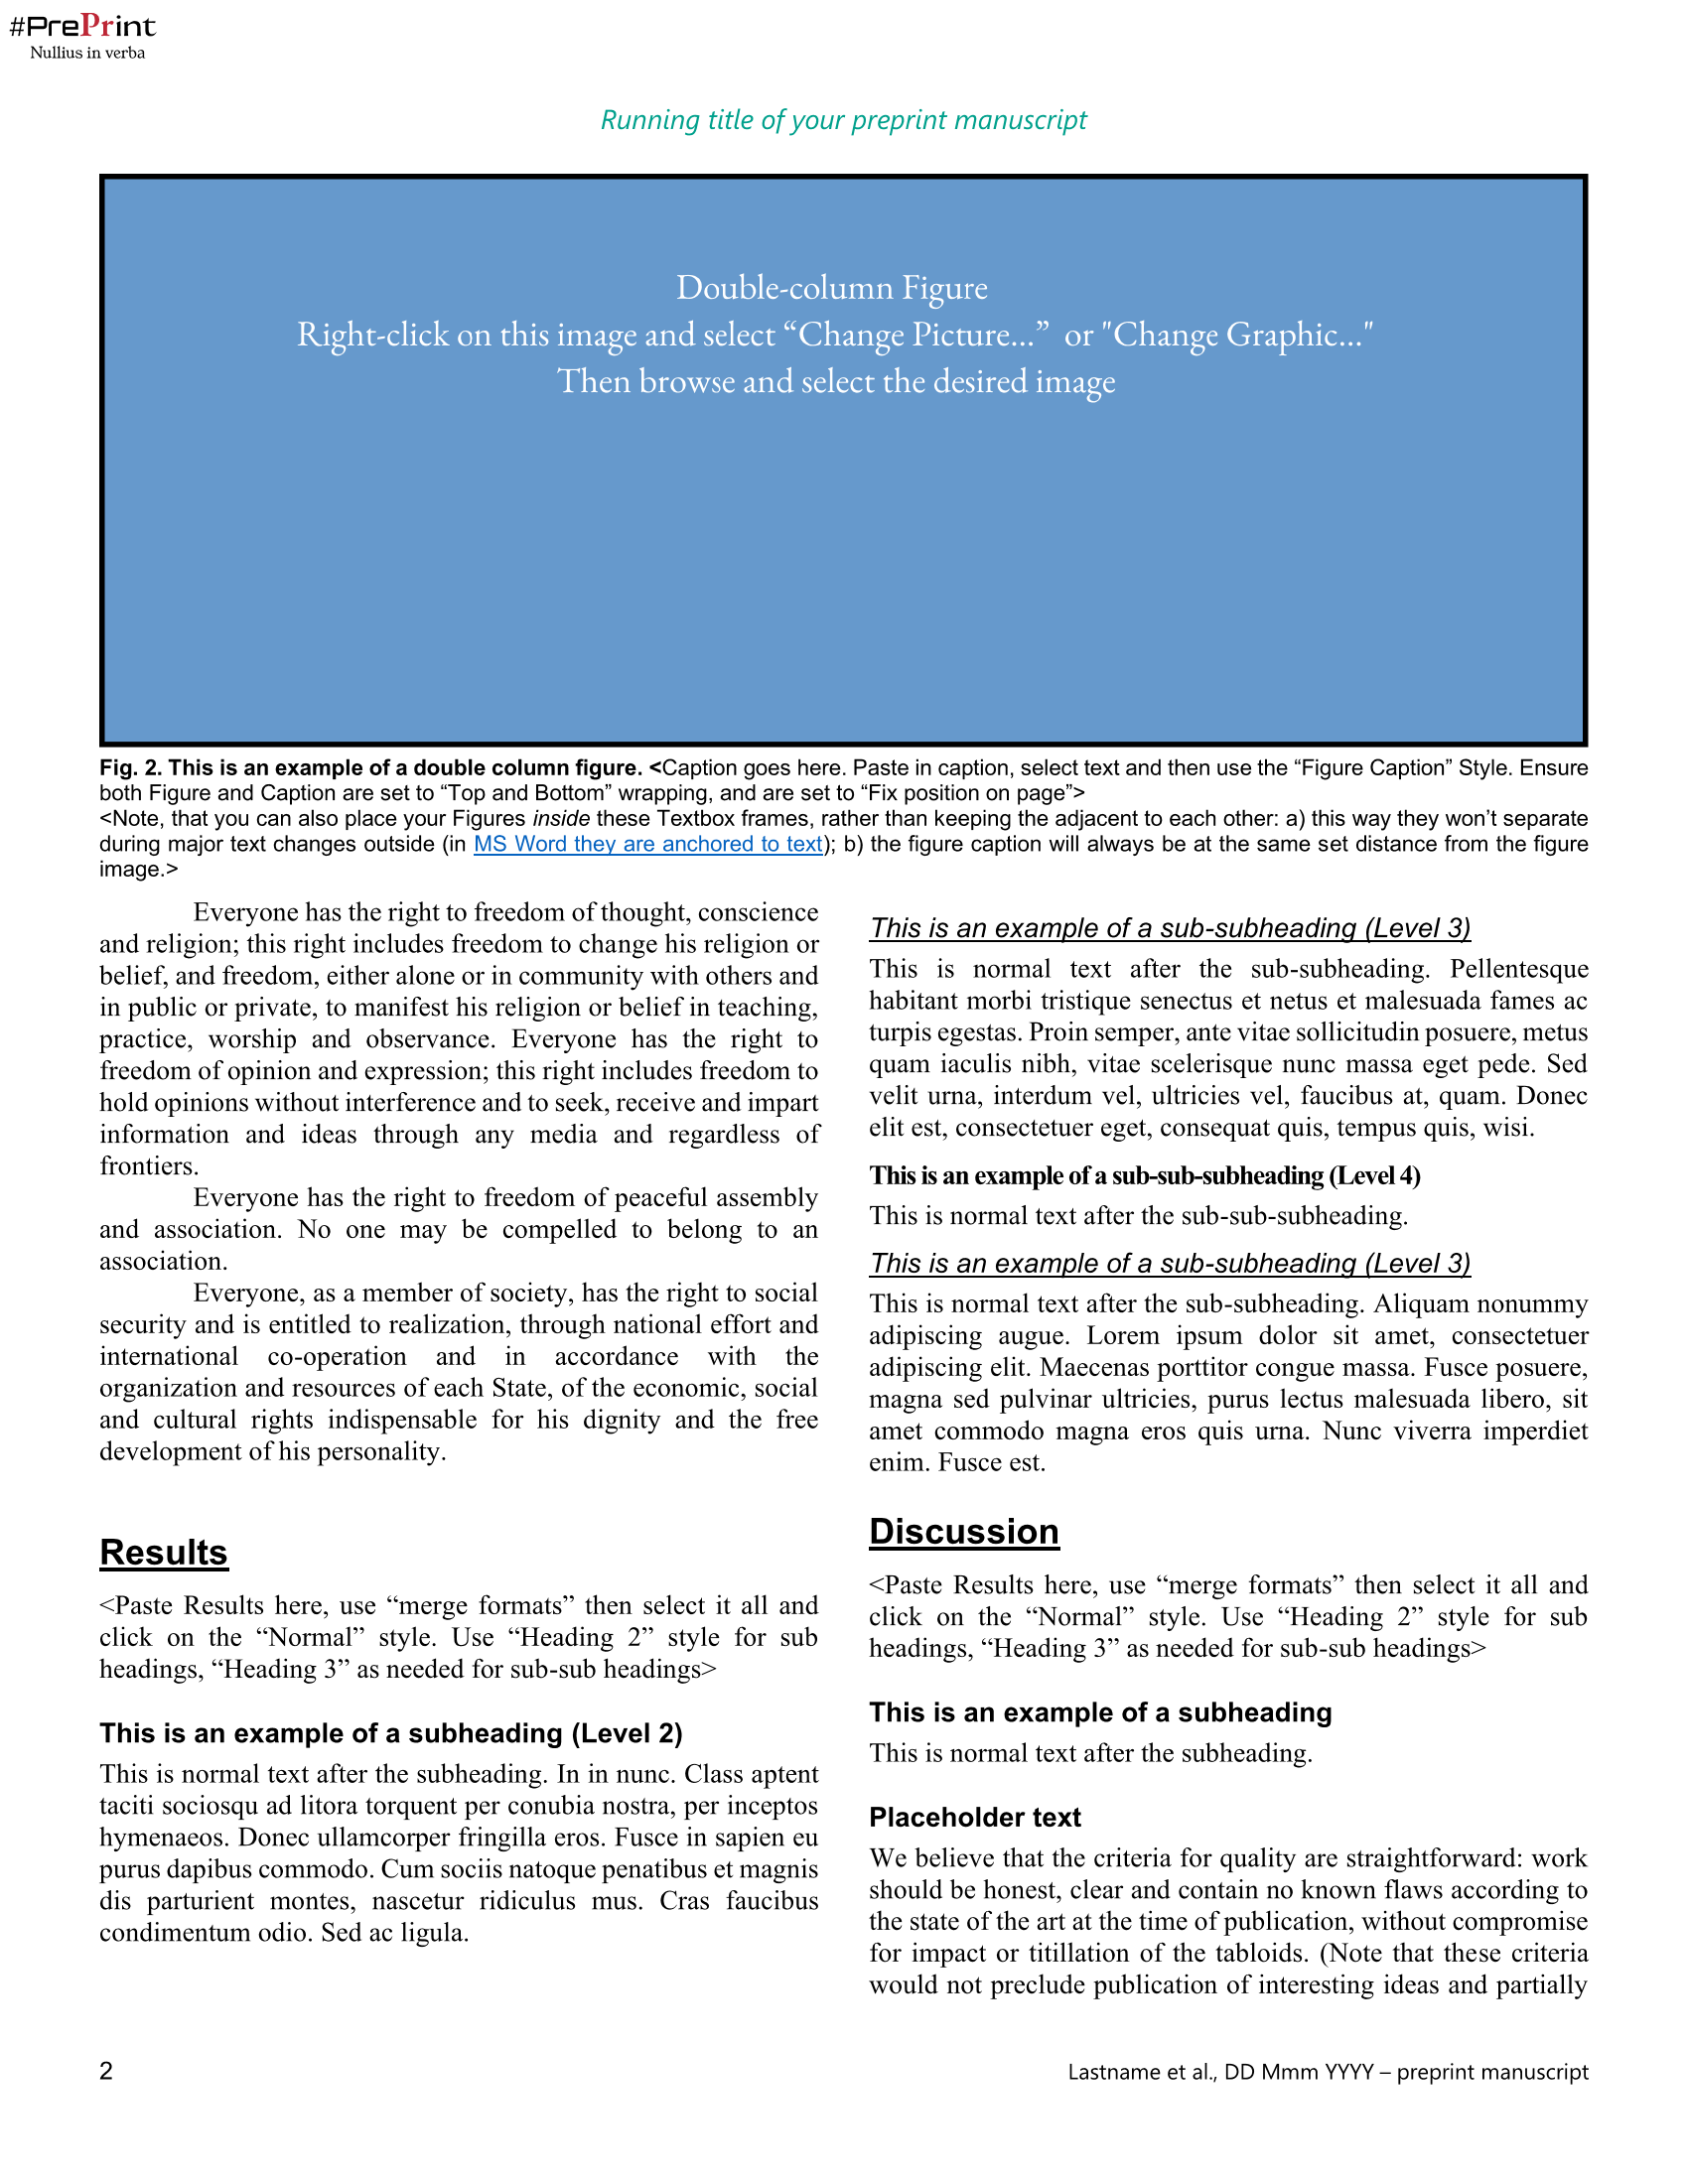 #PrePrint
Nullius in verba
Running title of your preprint manuscript
Double-column Figure
Right-click on this image and select “Change Picture...”  or "Change Graphic..."
Then browse and select the desired image
Fig. 2. This is an example of a double column figure. <Caption goes here. Paste in caption, select text and then use the “Figure Caption” Style. Ensure
both Figure and Caption are set to “Top and Bottom” wrapping, and are set to “Fix position on page”>
<Note, that you can also place your Figures inside these Textbox frames, rather than keeping the adjacent to each other: a) this way they won’t separate
during major text changes outside (in MS Word they are anchored to text); b) the figure caption will always be at the same set distance from the figure
image.>
Everyone has the right to freedom of thought, conscience
and religion; this right includes freedom to change his religion or
belief, and freedom, either alone or in community with others and
in public or private, to manifest his religion or belief in teaching,
practice, worship and observance. Everyone has the right to
freedom of opinion and expression; this right includes freedom to
hold opinions without interference and to seek, receive and impart
information and ideas through any media and regardless of
frontiers.
Everyone has the right to freedom of peaceful assembly
and association. No one may be compelled to belong to an
association.
Everyone, as a member of society, has the right to social
security and is entitled to realization, through national effort and
international co-operation and in accordance with the
organization and resources of each State, of the economic, social
and cultural rights indispensable for his dignity and the free
development of his personality.
Results
<Paste Results here, use “merge formats” then select it all and
click on the “Normal” style. Use “Heading 2” style for sub
headings, “Heading 3” as needed for sub-sub headings>
This is an example of a subheading (Level 2)
This is normal text after the subheading. In in nunc. Class aptent
taciti sociosqu ad litora torquent per conubia nostra, per inceptos
hymenaeos. Donec ullamcorper fringilla eros. Fusce in sapien eu
purus dapibus commodo. Cum sociis natoque penatibus et magnis
dis parturient montes, nascetur ridiculus mus. Cras faucibus
condimentum odio. Sed ac ligula.
This is an example of a sub-subheading (Level 3)
This is normal text after the sub-subheading. Pellentesque
habitant morbi tristique senectus et netus et malesuada fames ac
turpis egestas. Proin semper, ante vitae sollicitudin posuere, metus
quam iaculis nibh, vitae scelerisque nunc massa eget pede. Sed
velit urna, interdum vel, ultricies vel, faucibus at, quam. Donec
elit est, consectetuer eget, consequat quis, tempus quis, wisi.
This is an example of a sub-sub-subheading (Level 4)
This is normal text after the sub-sub-subheading.
This is an example of a sub-subheading (Level 3)
This is normal text after the sub-subheading. Aliquam nonummy
adipiscing augue. Lorem ipsum dolor sit amet, consectetuer
adipiscing elit. Maecenas porttitor congue massa. Fusce posuere,
magna sed pulvinar ultricies, purus lectus malesuada libero, sit
amet commodo magna eros quis urna. Nunc viverra imperdiet
enim. Fusce est.
Discussion
<Paste Results here, use “merge formats” then select it all and
click on the “Normal” style. Use “Heading 2” style for sub
headings, “Heading 3” as needed for sub-sub headings>
This is an example of a subheading
This is normal text after the subheading.
Placeholder text
We believe that the criteria for quality are straightforward: work
should be honest, clear and contain no known flaws according to
the state of the art at the time of publication, without compromise
for impact or titillation of the tabloids. (Note that these criteria
would not preclude publication of interesting ideas and partially
2
Lastname et al., DD Mmm YYYY – preprint manuscript